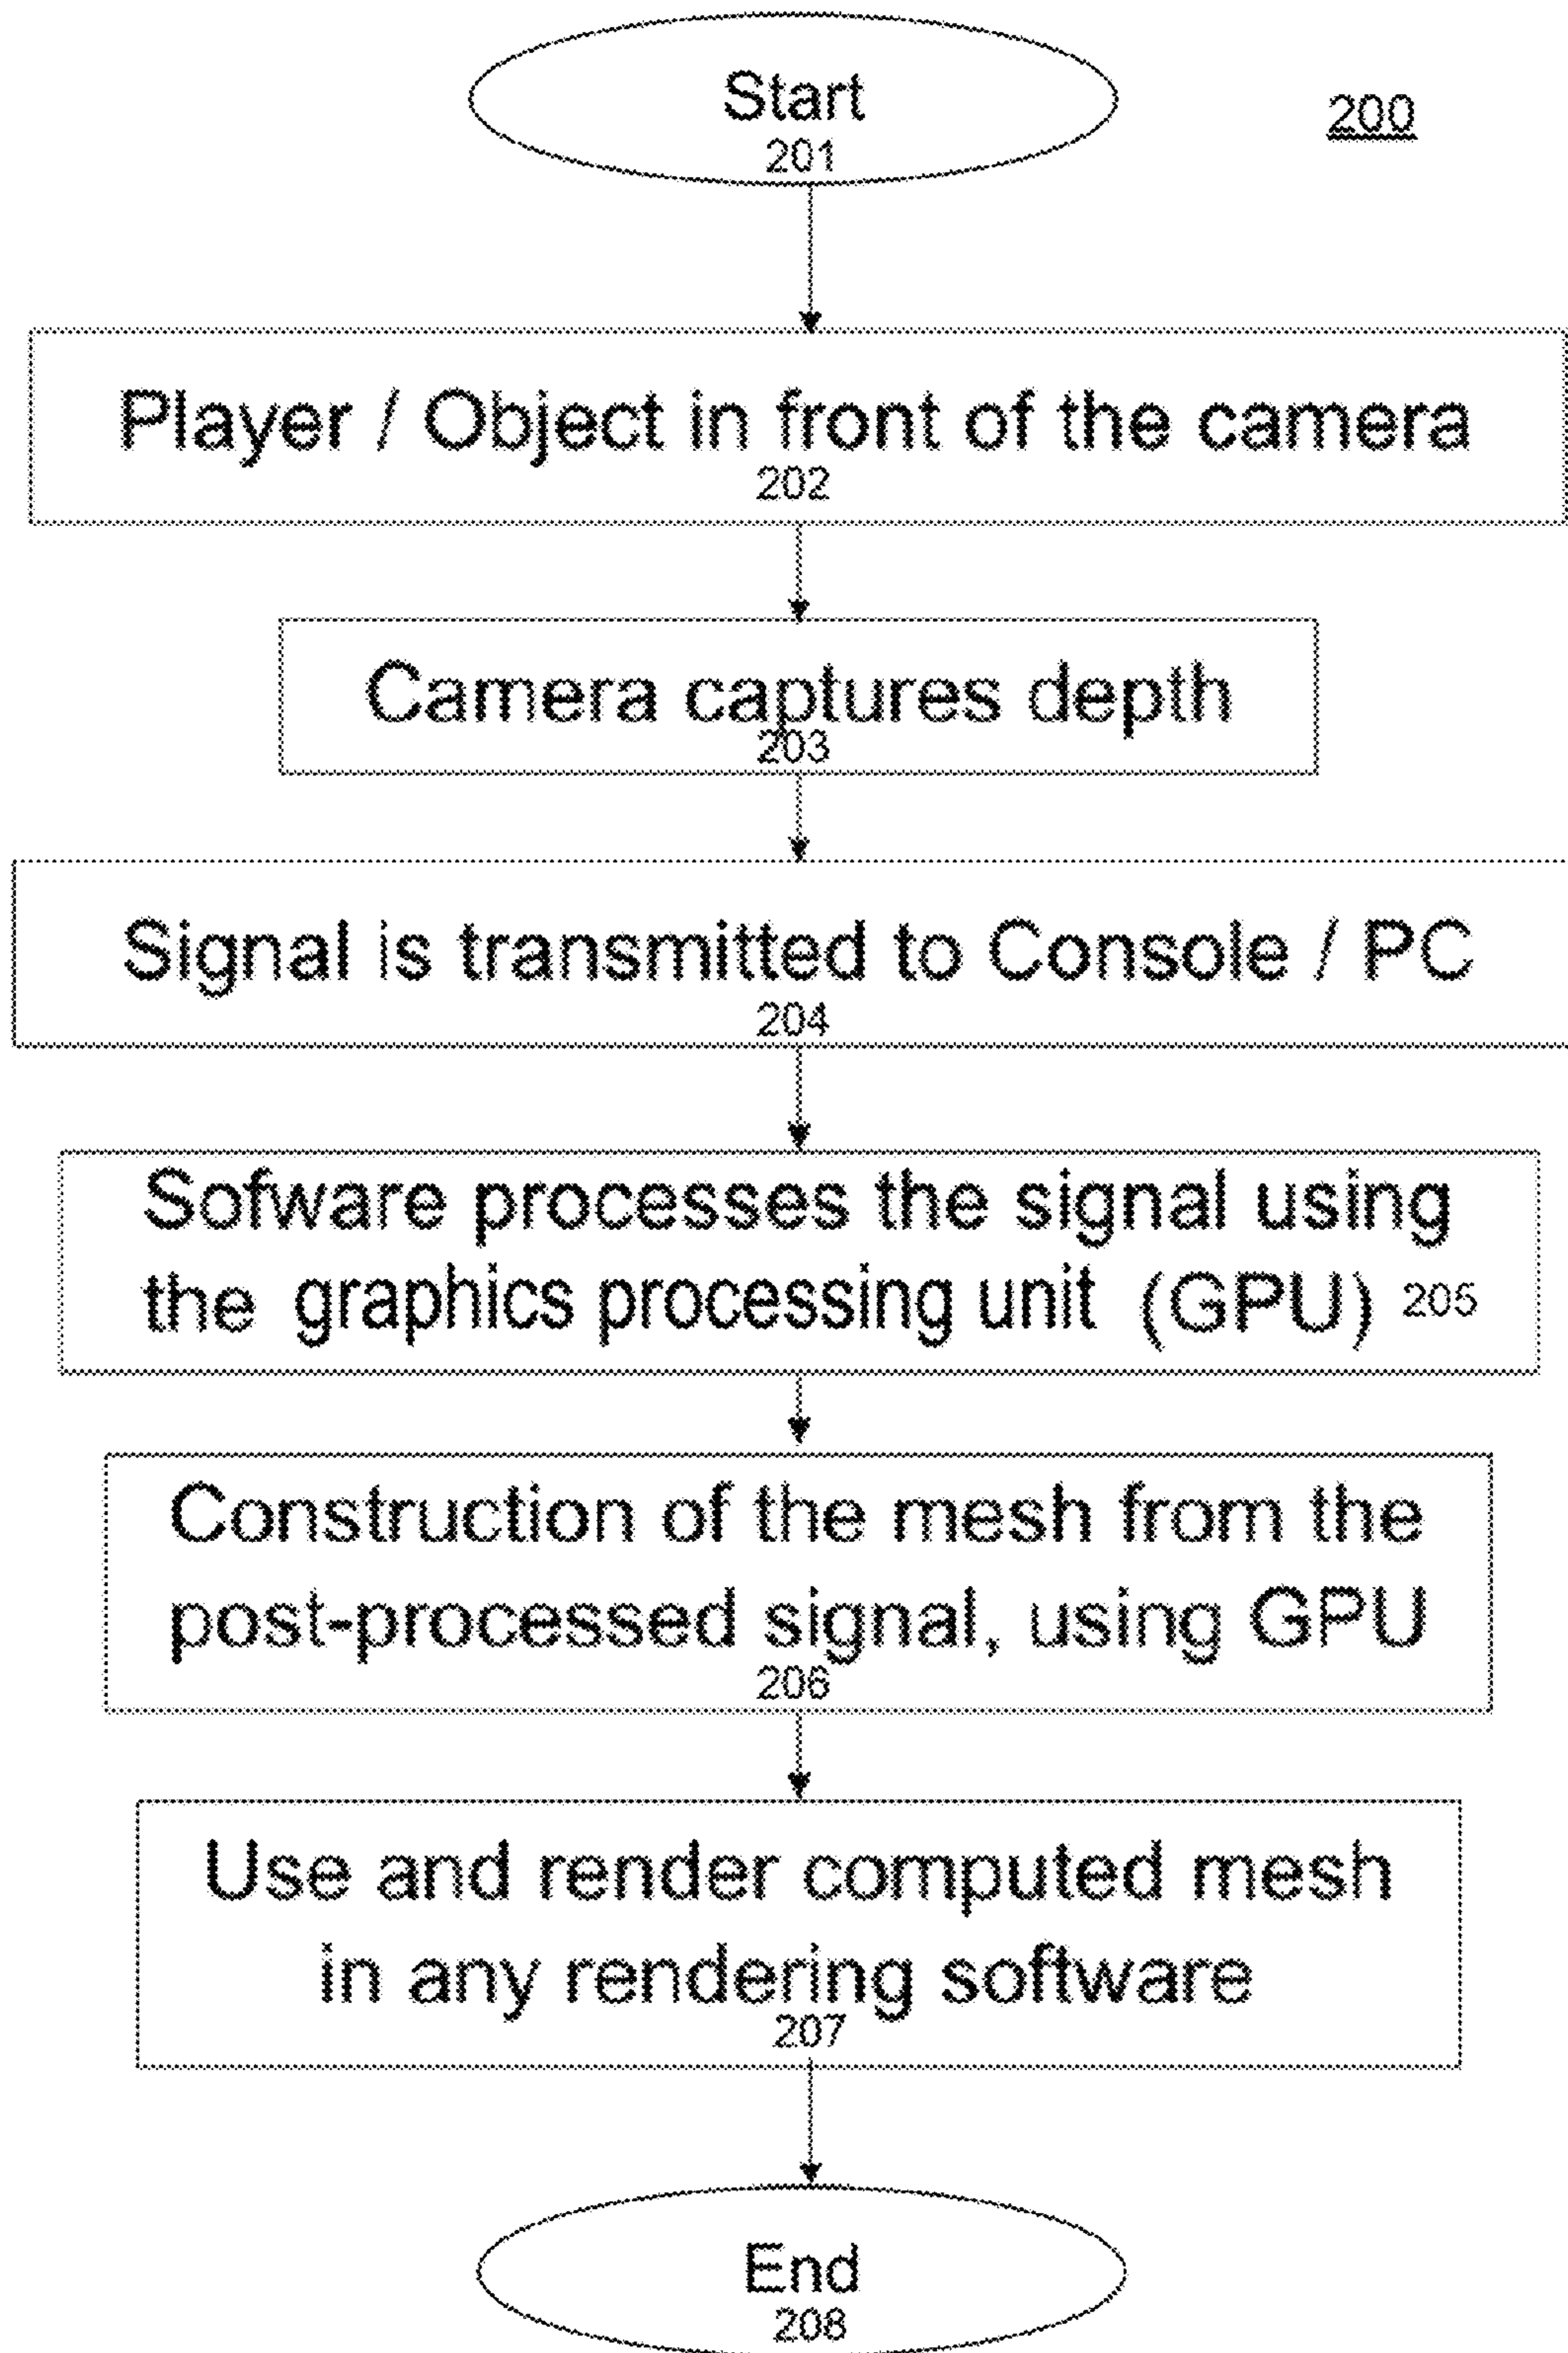 Start
201
200
Player / Object in front of the camera
202
Camera captures depth
203
Signal is transmitted to Console / PC
204
Sofware processes the signal using
the graphics processing unit (GPU) 205
Construction of the mesh from the
post-processed signal, using GPU
206
Use and render computed mesh
in any rendering software
207
End
208